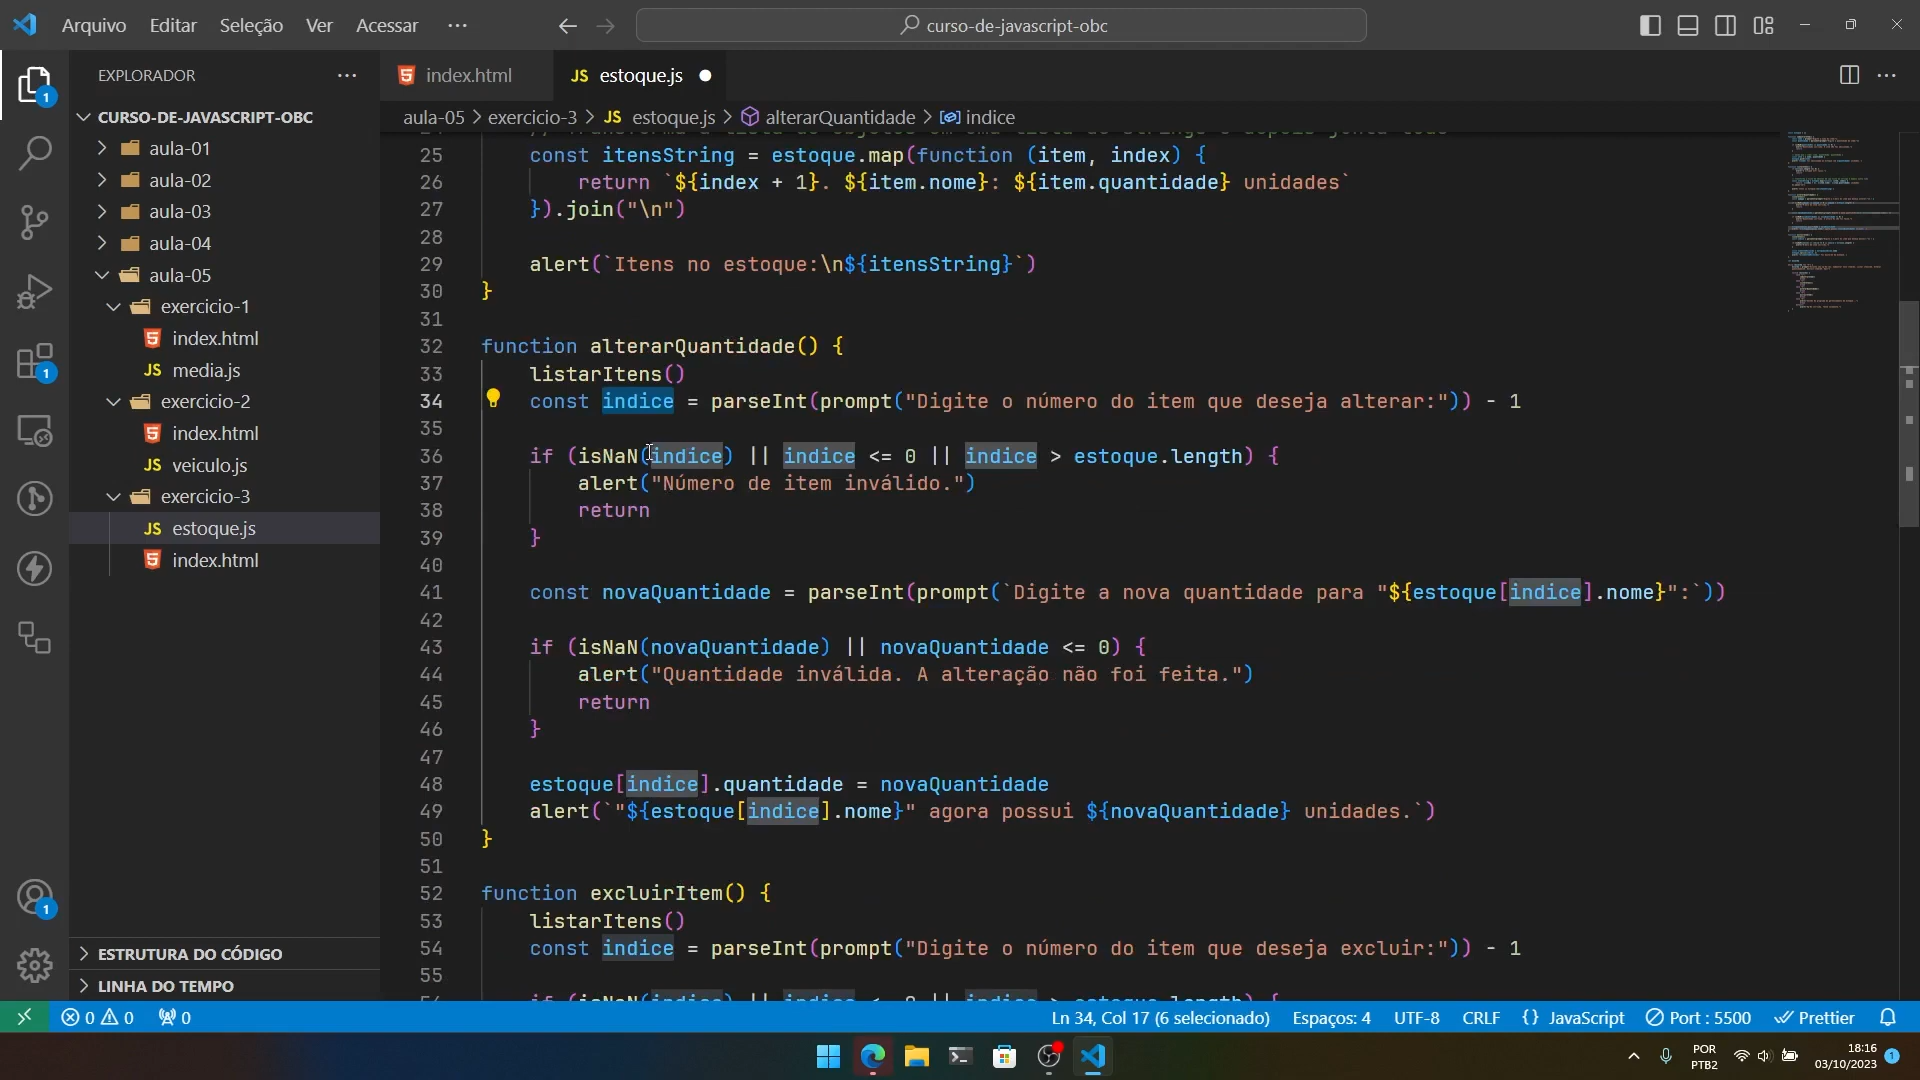 Arquivo Editar Seleção Ver Acessar ···
curso-de-javascript-obc
EXPLORADOR
CURSO-DE-JAVASCRIPT-OBC
aula-01
aula-02
aula-03
aula-04
aula-05
exercicio-1
index.html
JS media.js
exercicio-2
index.html
JS veiculo.js
exercicio-3
JS estoque.js
index.html
ESTRUTURA DO CÓDIGO
LINHA DO TEMPO
1
1
1
index.html JS estoque.js
aula-05 > exercicio-3 > JS estoque.js > alterarQuantidade > indice
25 const itensString = estoque.map(function (item, index) {
26 return `${index + 1}. ${item.nome}: ${item.quantidade} unidades`
27 }).join("\n")
28
29 alert(`Itens no estoque:\n${itensString}`)
30 }
31
32 function alterarQuantidade() {
33 listarItens()
34 const indice = parseInt(prompt("Digite o número do item que deseja alterar:")) - 1
35
36 if (isNaN(indice) || indice <= 0 || indice > estoque.length) {
37 alert("Número de item inválido.")
38 return
39 }
40
41 const novaQuantidade = parseInt(prompt(`Digite a nova quantidade para "${estoque[indice].nome}":`))
42
43 if (isNaN(novaQuantidade) || novaQuantidade <= 0) {
44 alert("Quantidade inválida. A alteração não foi feita.")
45 return
46 }
47
48 estoque[indice].quantidade = novaQuantidade
49 alert(`"${estoque[indice].nome}" agora possui ${novaQuantidade} unidades.`)
50 }
51
52 function excluirItem() {
53 listarItens()
54 const indice = parseInt(prompt("Digite o número do item que deseja excluir:")) - 1
55
0 0 0 Ln 34, Col 17 (6 selecionado) Espaços: 4 UTF-8 CRLF {} JavaScript Port : 5500 Prettier
POR
PTB2
18:16
03/10/2023
1